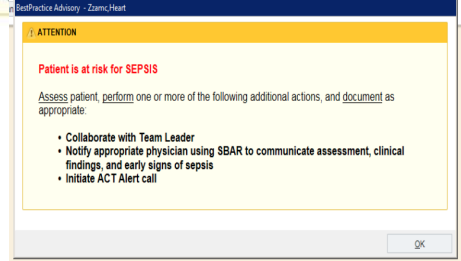 BestPractice Advisory - Zzamc,Heart
ATTENTION
Patient is at risk for SEPSIS
Assess patient, perform one or more of the following additional actions, and document as
appropriate:
• Collaborate with Team Leader
• Notify appropriate physician using SBAR to communicate assessment, clinical
findings, and early signs of sepsis
• Initiate ACT Alert call
OK